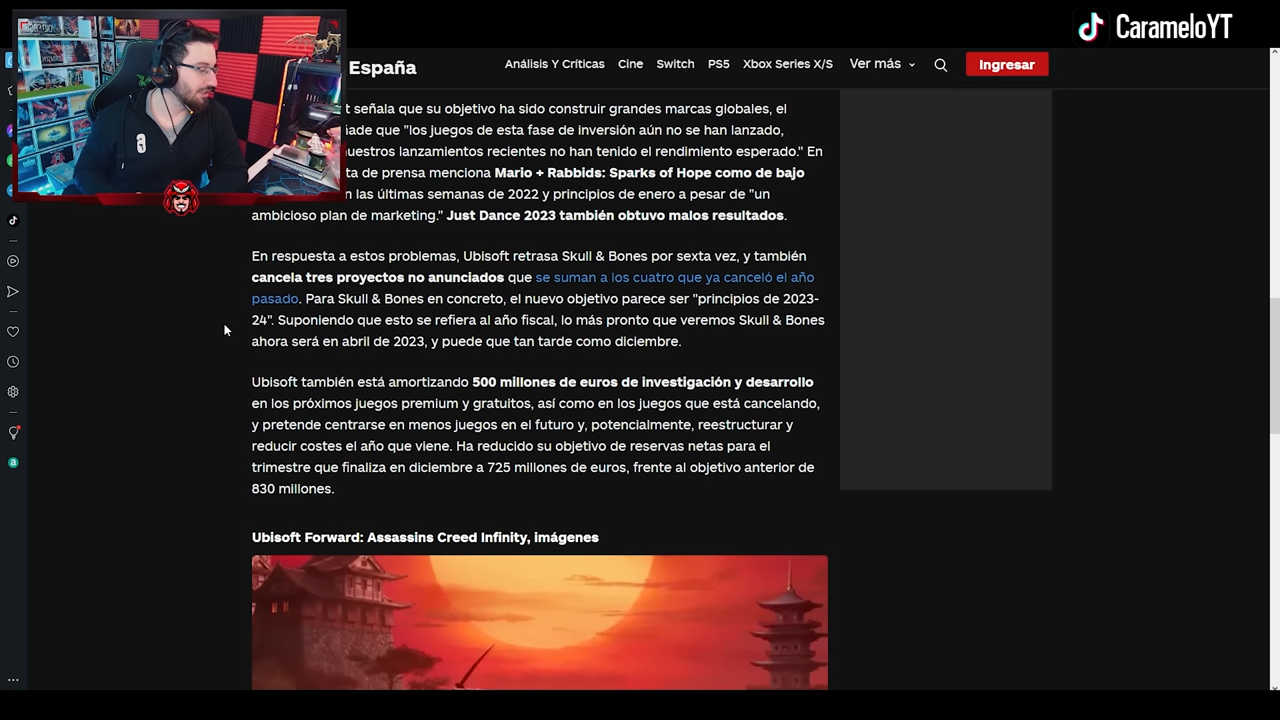 CarameloYT
España
Análisis Y Críticas Cine Switch PS5 Xbox Series X/S Ver más Ingresar
t señala que su objetivo ha sido construir grandes marcas globales, el
ñade que "los juegos de esta fase de inversión aún no se han lanzado,
nuestros lanzamientos recientes no han tenido el rendimiento esperado." En
ta de prensa menciona Mario + Rabbids: Sparks of Hope como de bajo
n las últimas semanas de 2022 y principios de enero a pesar de "un
ambicioso plan de marketing." Just Dance 2023 también obtuvo malos resultados.
En respuesta a estos problemas, Ubisoft retrasa Skull & Bones por sexta vez, y también
cancela tres proyectos no anunciados que se suman a los cuatro que ya canceló el año
pasado. Para Skull & Bones en concreto, el nuevo objetivo parece ser "principios de 2023-
24". Suponiendo que esto se refiera al año fiscal, lo más pronto que veremos Skull & Bones
ahora será en abril de 2023, y puede que tan tarde como diciembre.
Ubisoft también está amortizando 500 millones de euros de investigación y desarrollo
en los próximos juegos premium y gratuitos, así como en los juegos que está cancelando,
y pretende centrarse en menos juegos en el futuro y, potencialmente, reestructurar y
reducir costes el año que viene. Ha reducido su objetivo de reservas netas para el
trimestre que finaliza en diciembre a 725 millones de euros, frente al objetivo anterior de
830 millones.
Ubisoft Forward: Assassins Creed Infinity, imágenes